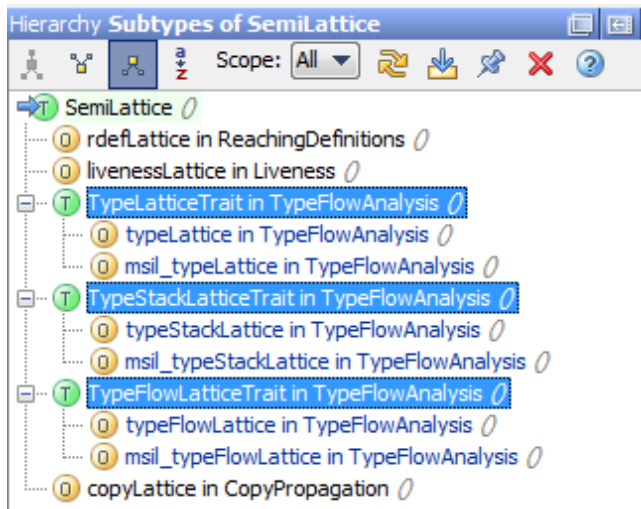 Hierarchy Subtypes of SemiLattice
a z Scope: All ?
T SemiLattice ()
O rdefLattice in ReachingDefinitions ()
O livenessLattice in Liveness ()
T TypeLatticeTrait in TypeFlowAnalysis ()
O typeLattice in TypeFlowAnalysis ()
O msil_typeLattice in TypeFlowAnalysis ()
T TypeStackLatticeTrait in TypeFlowAnalysis ()
O typeStackLattice in TypeFlowAnalysis ()
O msil_typeStackLattice in TypeFlowAnalysis ()
T TypeFlowLatticeTrait in TypeFlowAnalysis ()
O typeFlowLattice in TypeFlowAnalysis ()
O msil_typeFlowLattice in TypeFlowAnalysis ()
O copyLattice in CopyPropagation ()